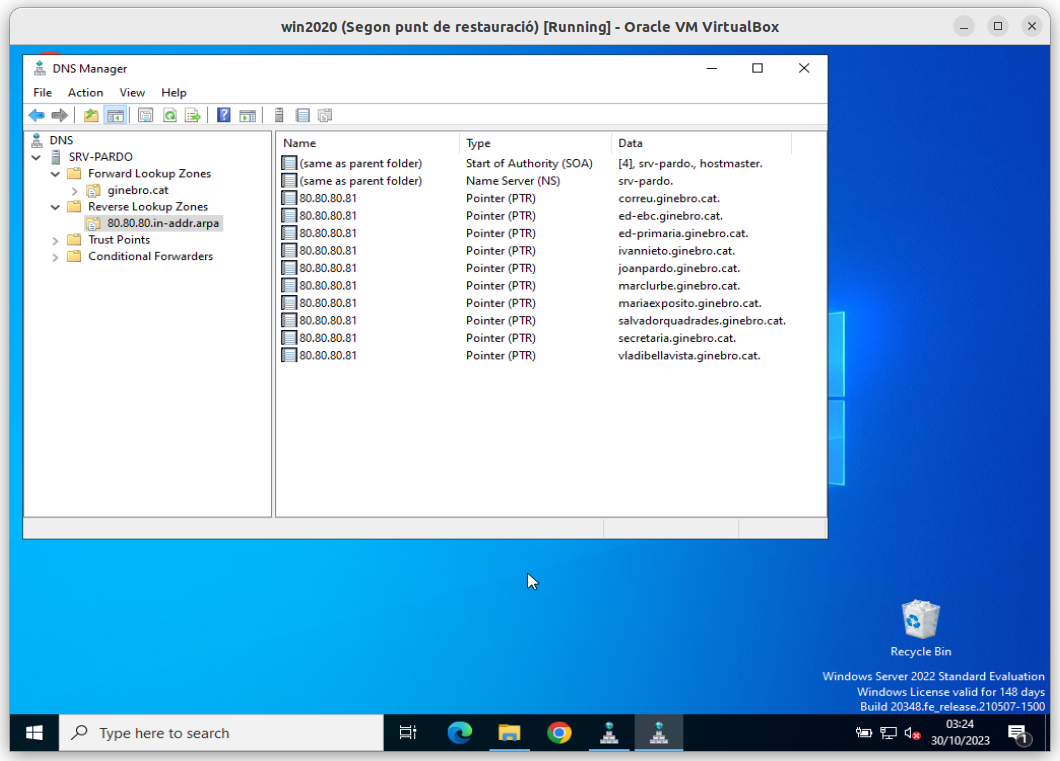 win2020 (Segon punt de restauració) [Running] - Oracle VM VirtualBox
DNS Manager
File Action View Help
DNS
SRV-PARDO
Forward Lookup Zones
ginebro.cat
Reverse Lookup Zones
80.80.80.in-addr.arpa
Trust Points
Conditional Forwarders
Name Type Data
(same as parent folder) Start of Authority (SOA) [4], srv-pardo., hostmaster.
(same as parent folder) Name Server (NS) srv-pardo.
80.80.80.81 Pointer (PTR) correu.ginebro.cat.
80.80.80.81 Pointer (PTR) ed-ebc.ginebro.cat.
80.80.80.81 Pointer (PTR) ed-primaria.ginebro.cat.
80.80.80.81 Pointer (PTR) ivannieto.ginebro.cat.
80.80.80.81 Pointer (PTR) joanpardo.ginebro.cat.
80.80.80.81 Pointer (PTR) marclurbe.ginebro.cat.
80.80.80.81 Pointer (PTR) mariaexposito.ginebro.cat.
80.80.80.81 Pointer (PTR) salvadorquadrades.ginebro.cat.
80.80.80.81 Pointer (PTR) secretaria.ginebro.cat.
80.80.80.81 Pointer (PTR) vladibellavista.ginebro.cat.
Recycle Bin
Windows Server 2022 Standard Evaluation
Windows License valid for 148 days
Build 20348.fe_release.210507-1500
Type here to search
03:24
30/10/2023
1